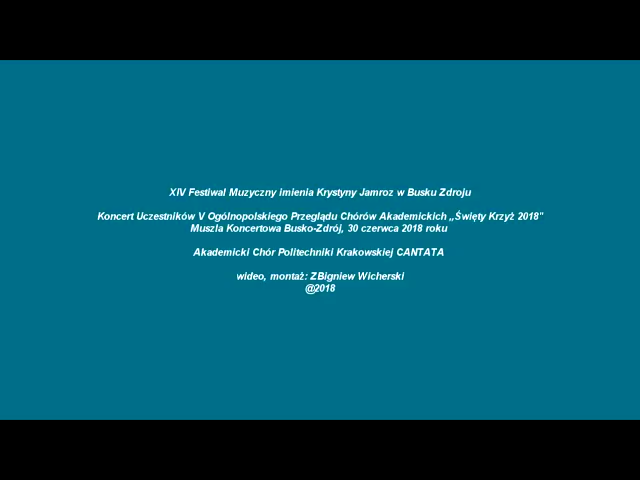 XIV Festiwal Muzyczny imienia Krystyny Jamroz w Busku Zdroju
Koncert Uczestników V Ogólnopolskiego Przeglądu Chórów Akademickich ,,Święty Krzyż 2018"
Muszla Koncertowa Busko-Zdrój, 30 czerwca 2018 roku
Akademicki Chór Politechniki Krakowskiej CANTATA
wideo, montaż: ZBigniew Wicherski
@2018